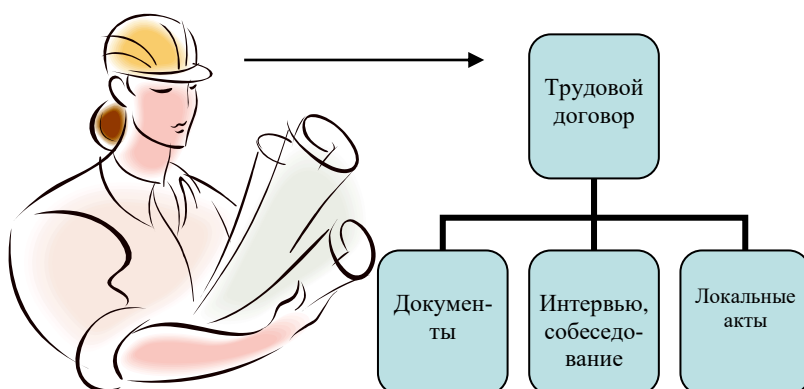 Трудовой
договор
Докумен-
ты
Интервью,
собеседо-
вание
Локальные
акты